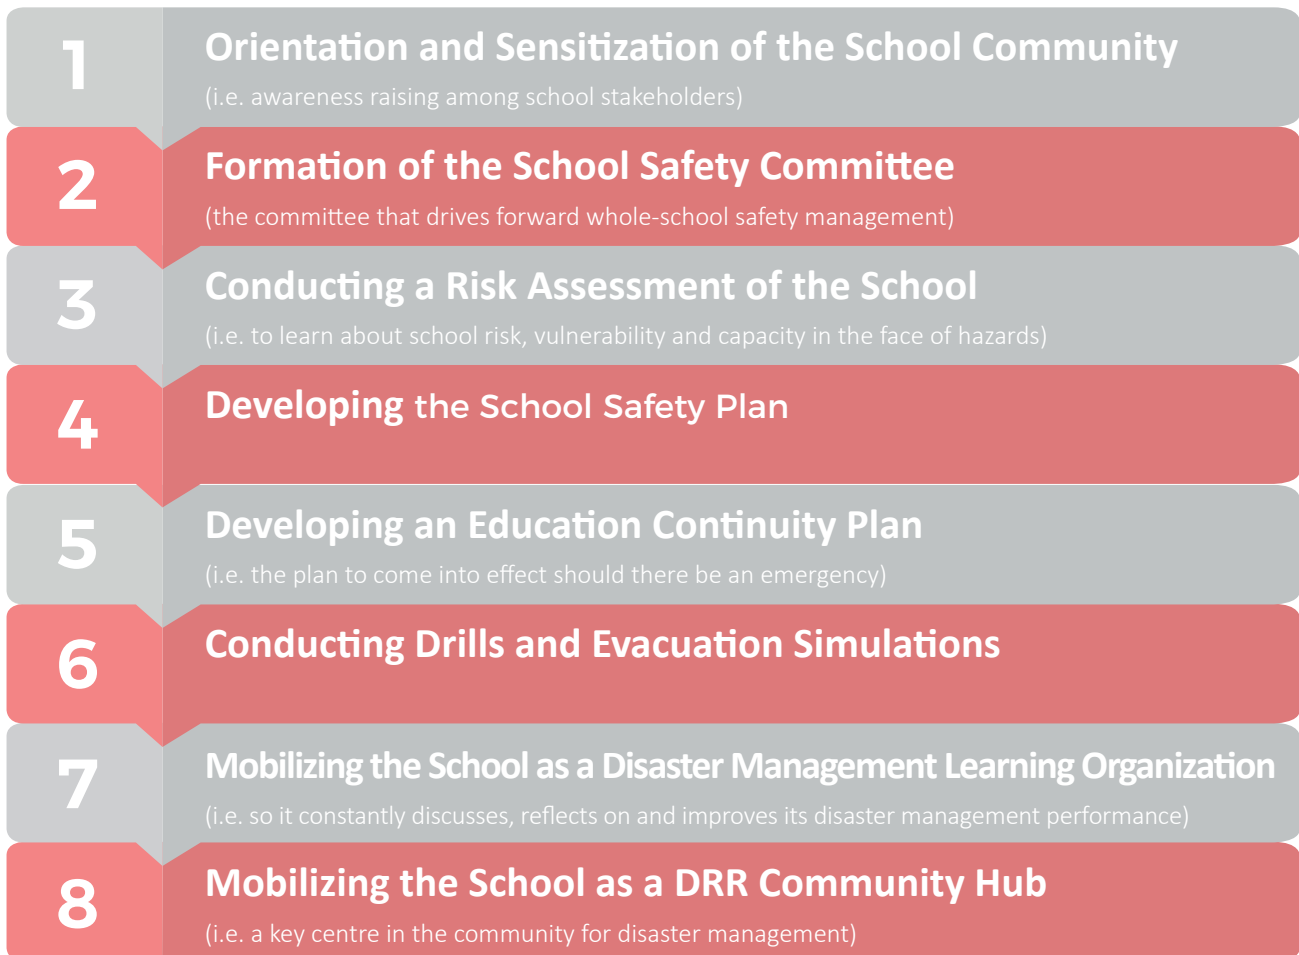 1
Orientation and Sensitization of the School Community
(i.e. awareness raising among school stakeholders)
2
Formation of the School Safety Committee
(the committee that drives forward whole-school safety management)
3
Conducting a Risk Assessment of the School
(i.e. to learn about school risk, vulnerability and capacity in the face of hazards)
4
Developing the School Safety Plan
5
Developing an Education Continuity Plan
(i.e. the plan to come into effect should there be an emergency)
6
Conducting Drills and Evacuation Simulations
7
Mobilizing the School as a Disaster Management Learning Organization
(i.e. so it constantly discusses, reflects on and improves its disaster management performance)
8
Mobilizing the School as a DRR Community Hub
(i.e. a key centre in the community for disaster management)